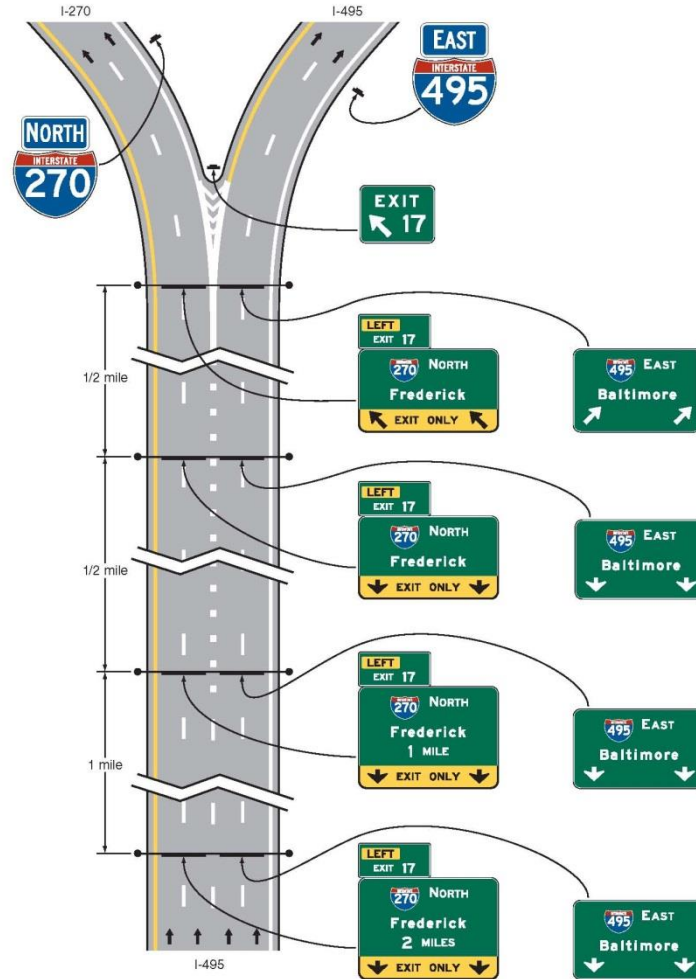 I-270
I-495
EAST
INTERSTATE
495
NORTH
INTERSTATE
270
EXIT
17
1/2 mile
LEFT
EXIT 17
270 NORTH
Frederick
EXIT ONLY
495 EAST
Baltimore
1/2 mile
LEFT
EXIT 17
270 NORTH
Frederick
EXIT ONLY
495 EAST
Baltimore
1 mile
LEFT
EXIT 17
270 NORTH
Frederick
1 MILE
EXIT ONLY
495 EAST
Baltimore
LEFT
EXIT 17
270 NORTH
Frederick
2 MILES
EXIT ONLY
495 EAST
Baltimore
I-495